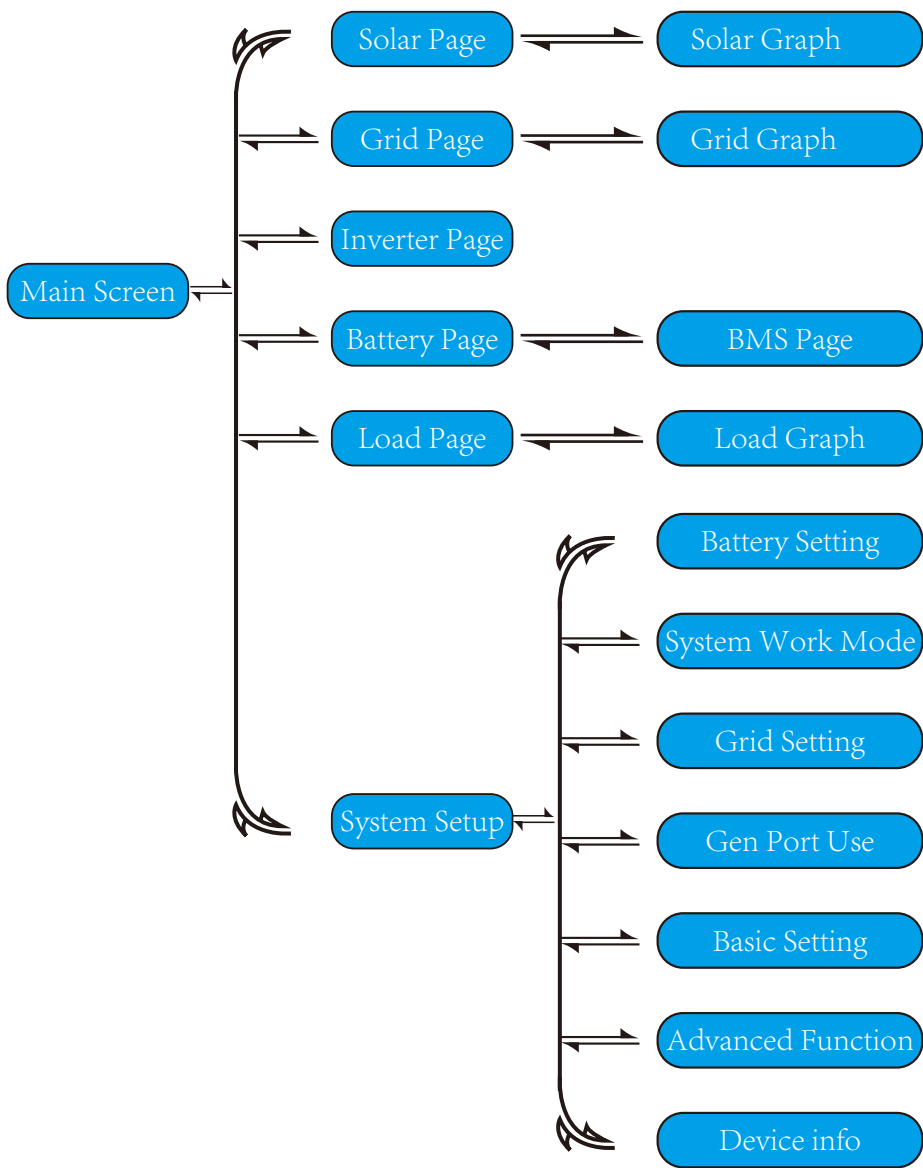 Solar Page
Solar Graph
Grid Page
Grid Graph
Inverter Page
Main Screen
Battery Page
BMS Page
Load Page
Load Graph
Battery Setting
System Work Mode
Grid Setting
System Setup
Gen Port Use
Basic Setting
Advanced Function
Device info